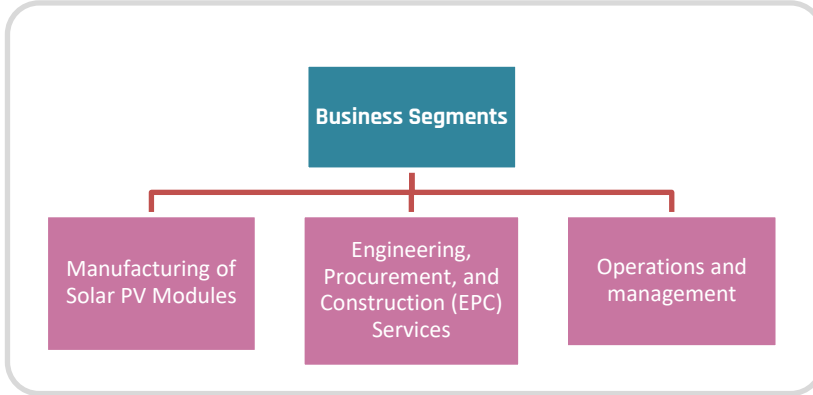 Business Segments
Manufacturing of
Solar PV Modules
Engineering,
Procurement, and
Construction (EPC)
Services
Operations and
management